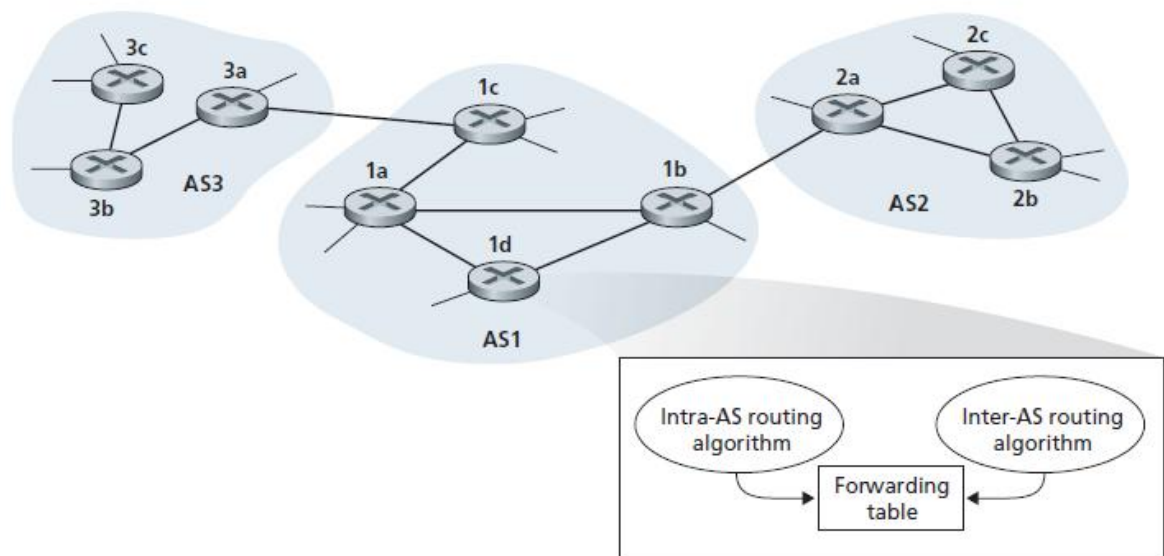 3c
3a
3b
AS3
1c
1a
1b
1d
AS1
2c
2a
2b
AS2
Intra-AS routing
algorithm
Inter-AS routing
algorithm
Forwarding
table